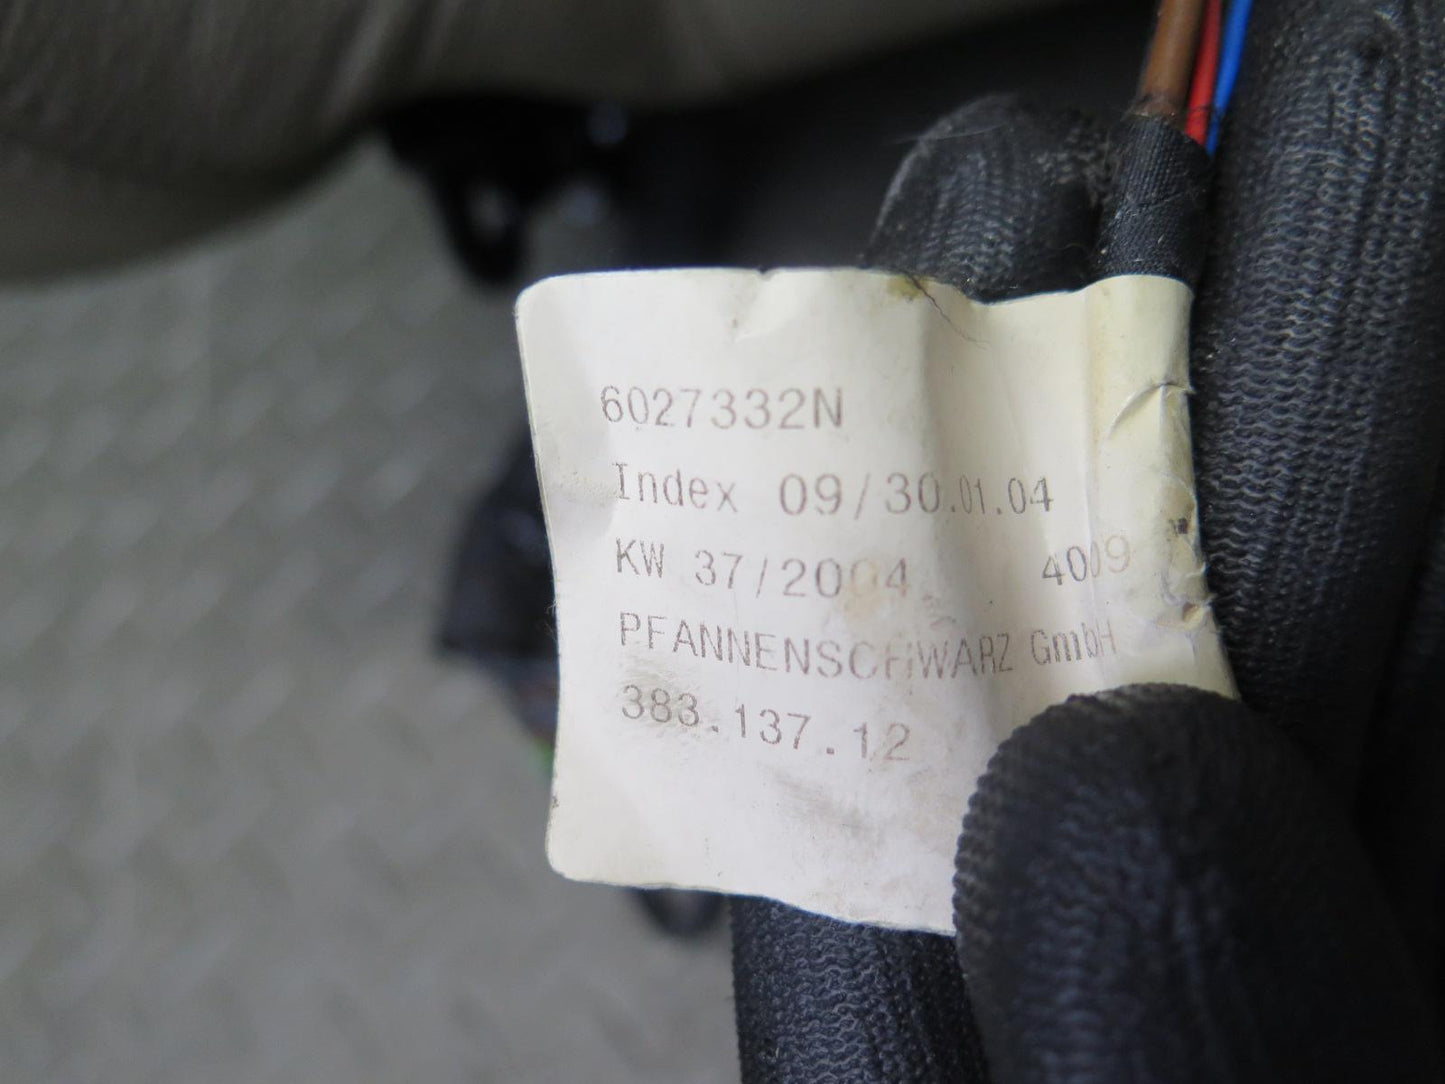 6027332N
Index 09/30.01.04
KW 37/2004 4009
PFANNENSCHWARZ GmbH
383.137.12